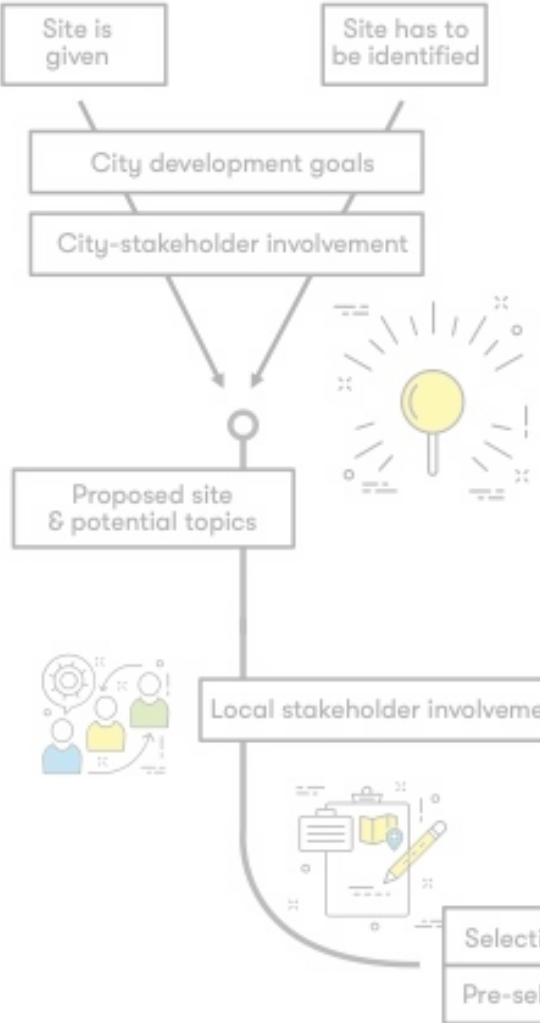 Site is
given
Site has to
be identified
City development goals
City-stakeholder involvement
Proposed site
& potential topics
Local stakeholder involveme
Selecti
Pre-sel